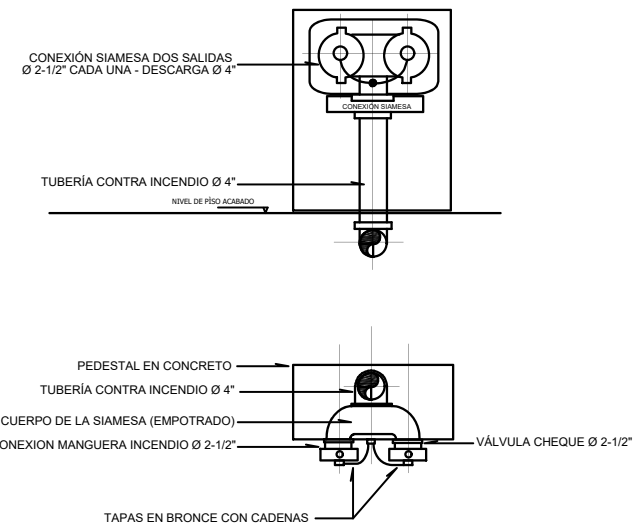 CONEXIÓN SIAMESA DOS SALIDAS
Ø 2-1/2" CADA UNA - DESCARGA Ø 4"
CONEXIÓN SIAMESA
TUBERÍA CONTRA INCENDIO Ø 4"
NIVEL DE PÍSO ACABADO
PEDESTAL EN CONCRETO
TUBERÍA CONTRA INCENDIO Ø 4"
CUERPO DE LA SIAMESA (EMPOTRADO)
ONEXION MANGUERA INCENDIO Ø 2-1/2"
VÁLVULA CHEQUE Ø 2-1/2"
TAPAS EN BRONCE CON CADENAS